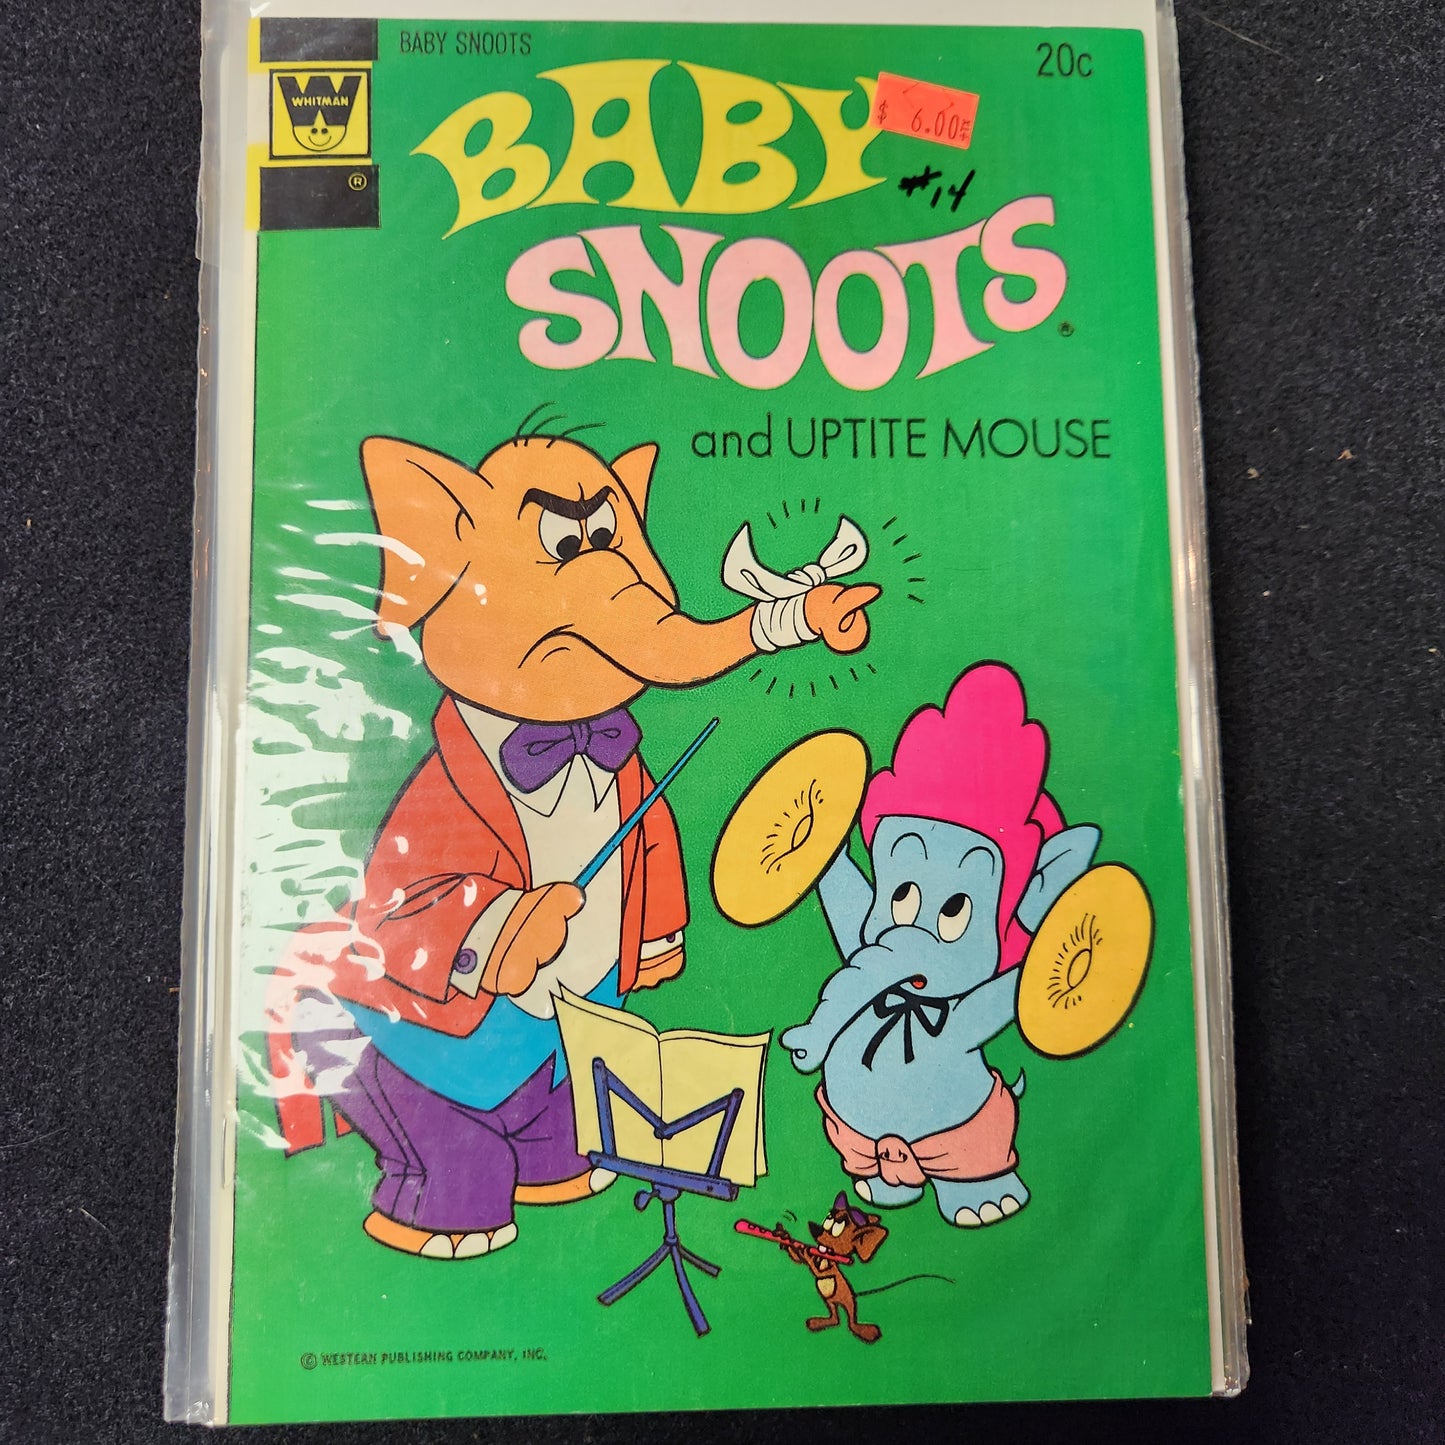 BABY SNOOTS
20c
WHITMAN
®
BABY
$ 6.00
#14
SNOOTS®
and UPTITE MOUSE
© WESTERN PUBLISHING COMPANY, INC.